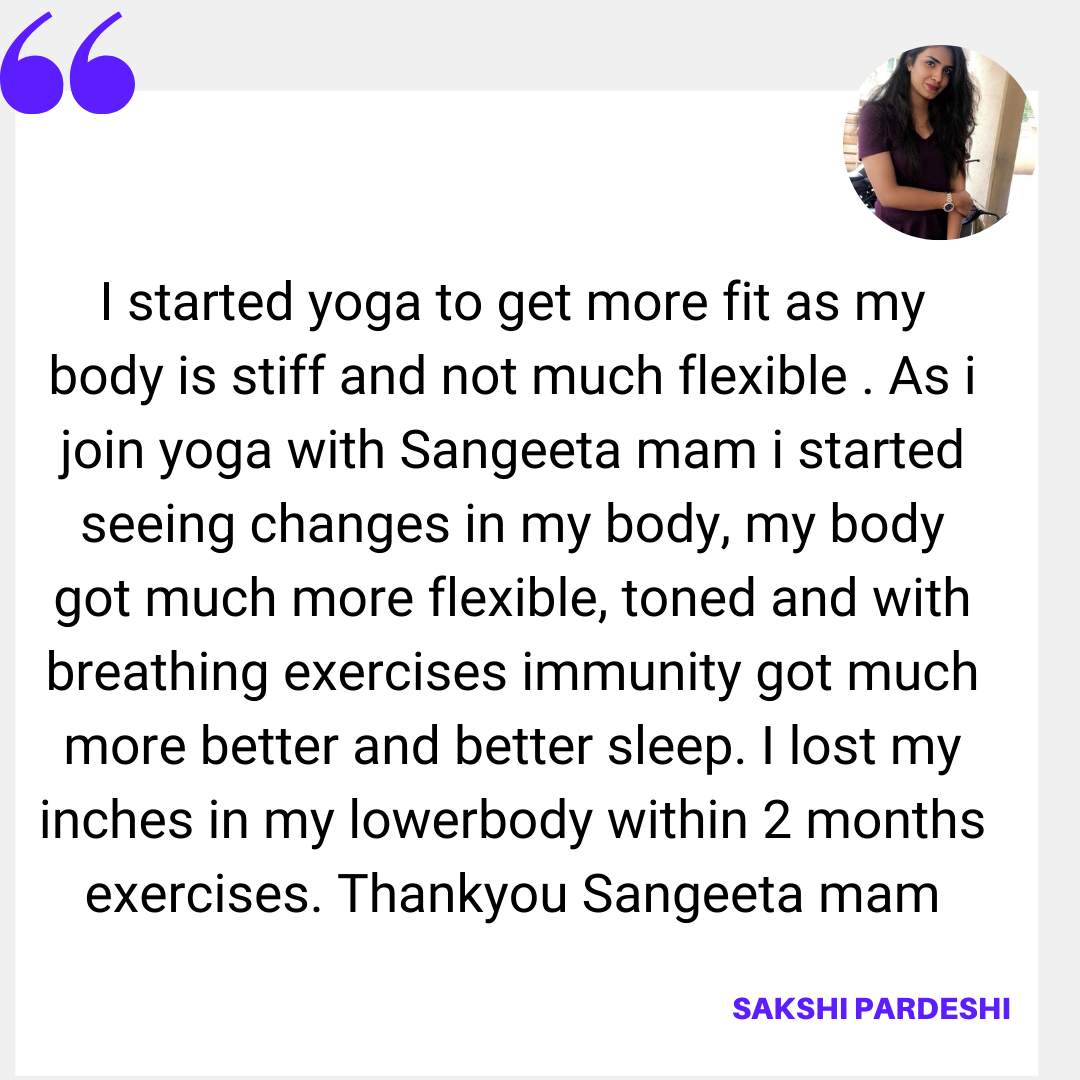 I started yoga to get more fit as my
body is stiff and not much flexible . As i
join yoga with Sangeeta mam i started
seeing changes in my body, my body
got much more flexible, toned and with
breathing exercises immunity got much
more better and better sleep. I lost my
inches in my lowerbody within 2 months
exercises. Thankyou Sangeeta mam
SAKSHI PARDESHI